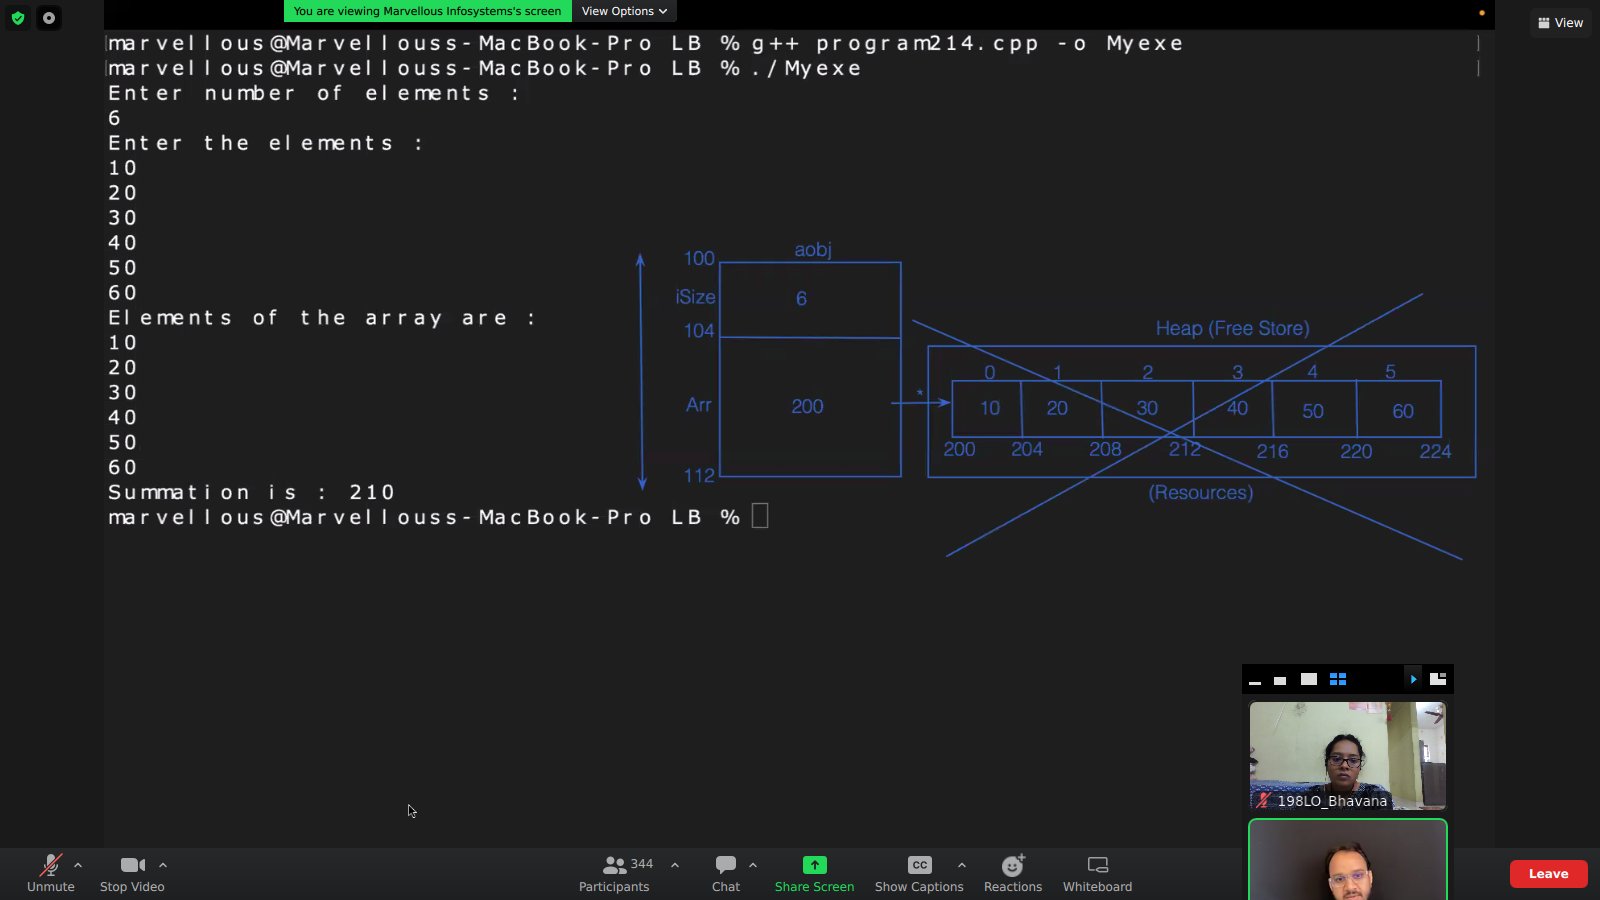 You are viewing Marvellous Infosystems's screen
View Options
View
marvellous@Marvellouss-MacBook-Pro LB % g++ program214.cpp -o Myexe
marvellous@Marvellouss-MacBook-Pro LB % ./Myexe
Enter number of elements :
6
Enter the elements :
10
20
30
40
50
60
Elements of the array are :
10
20
30
40
50
60
Summation is : 210
marvellous@Marvellouss-MacBook-Pro LB %
aobj
100
iSize
6
104
Arr
200
112
*
Heap (Free Store)
0 1 2 3 4 5
10 20 30 40 50 60
200 204 208 212 216 220 224
(Resources)
198LO_Bhavana
Unmute
Stop Video
344
Participants
Chat
Share Screen
CC
Show Captions
Reactions
Whiteboard
Leave